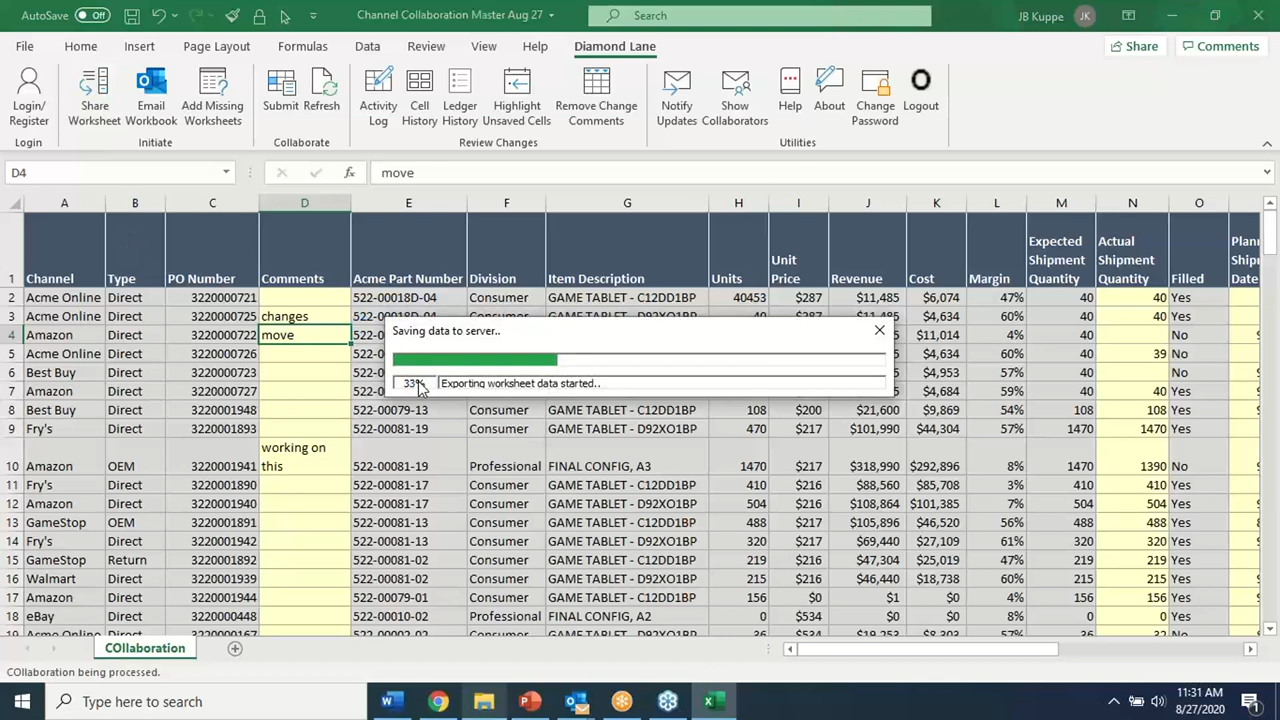 AutoSave Off Channel Collaboration Master Aug 27 Search JB Kuppe JK
File Home Insert Page Layout Formulas Data Review View Help Diamond Lane Share Comments
Login/ Register Share Worksheet Email Workbook Add Missing Worksheets Submit Refresh Activity Log Cell History Ledger History Highlight Unsaved Cells Remove Change Comments Notify Updates Show Collaborators Help About Change Password Logout
Login Initiate Collaborate Review Changes Utilities
D4 fx move
A B C D E F G H I J K L M N O
1 Channel Type PO Number Comments Acme Part Number Division Item Description Units Unit Price Revenue Cost Margin Expected Shipment Quantity Actual Shipment Quantity Filled
2 Acme Online Direct 3220000721 522-00018D-04 Consumer GAME TABLET - C12DD1BP 40453 $287 $11,485 $6,074 47% 40 40 Yes
3 Acme Online Direct 3220000725 changes $4,634 60% 40 40 Yes
4 Amazon Direct 3220000722 move $11,014 4% 40 No
5 Acme Online Direct 3220000726 $4,634 60% 40 39 Yes
6 Best Buy Direct 3220000723 $4,953 57% 40 No
7 Amazon Direct 3220000727 $4,634 59% 40 40 Yes
Saving data to server..
33% Exporting worksheet data started..
8 Best Buy Direct 3220001948 522-00079-13 Consumer GAME TABLET - C12DD1BP 108 $200 $21,600 $9,869 54% 108 108 Yes
9 Fry's Direct 3220001893 522-00081-19 Consumer GAME TABLET - D92XO1BP 470 $217 $101,990 $44,304 57% 1470 1470 Yes
10 Amazon OEM 3220001941 working on this 522-00081-19 Professional FINAL CONFIG, A3 1470 $217 $318,990 $292,896 8% 1470 1390 No
11 Fry's Direct 3220001890 522-00081-17 Consumer GAME TABLET - D92XO1BP 410 $216 $88,560 $85,708 3% 410 410 Yes
12 Amazon Direct 3220001940 522-00081-17 Consumer GAME TABLET - D92XO1BP 504 $216 $108,864 $101,385 7% 504 504 Yes
13 GameStop OEM 3220001891 522-00081-13 Consumer GAME TABLET - C12DD1BP 488 $217 $105,896 $46,520 56% 488 488 Yes
14 Fry's Direct 3220001942 522-00081-13 Consumer GAME TABLET - D92XO1BP 320 $217 $69,440 $27,109 61% 320 320 Yes
15 GameStop Return 3220001892 522-00081-02 Consumer GAME TABLET - C12DD1BP 219 $216 $47,304 $25,019 47% 219 219 Yes
16 Walmart Direct 3220001939 522-00081-02 Consumer GAME TABLET - D92XO1BP 215 $216 $46,440 $18,738 60% 215 215 Yes
17 Amazon Direct 3220001944 522-00079-01 Consumer GAME TABLET - C12DD1BP 156 $0 $1 $0 4% 156 156 Yes
18 eBay Direct 3220000448 522-00010-02 Professional FINAL CONFIG, A2 0 $534 $0 $0 8% 0 0 Yes
COllaboration
COllaboration being processed.
Type here to search 11:31 AM
8/27/2020